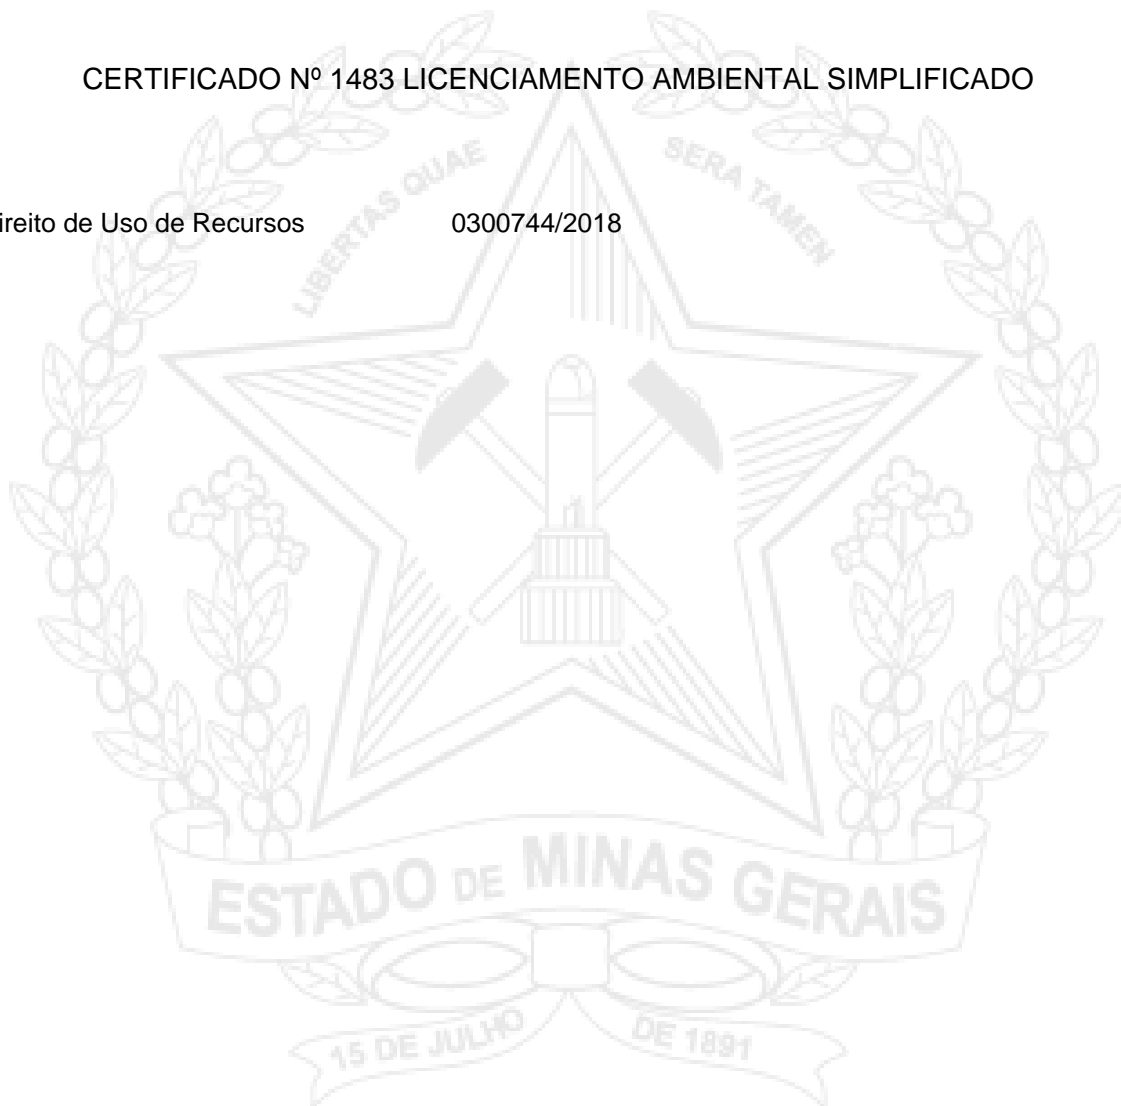 CERTIFICADO Nº 1483 LICENCIAMENTO AMBIENTAL SIMPLIFICADO
LIBERTAS QUAE SERA TAMEN
ireito de Uso de Recursos 0300744/2018
ESTADO DE MINAS GERAIS
15 DE JULHO DE 1891